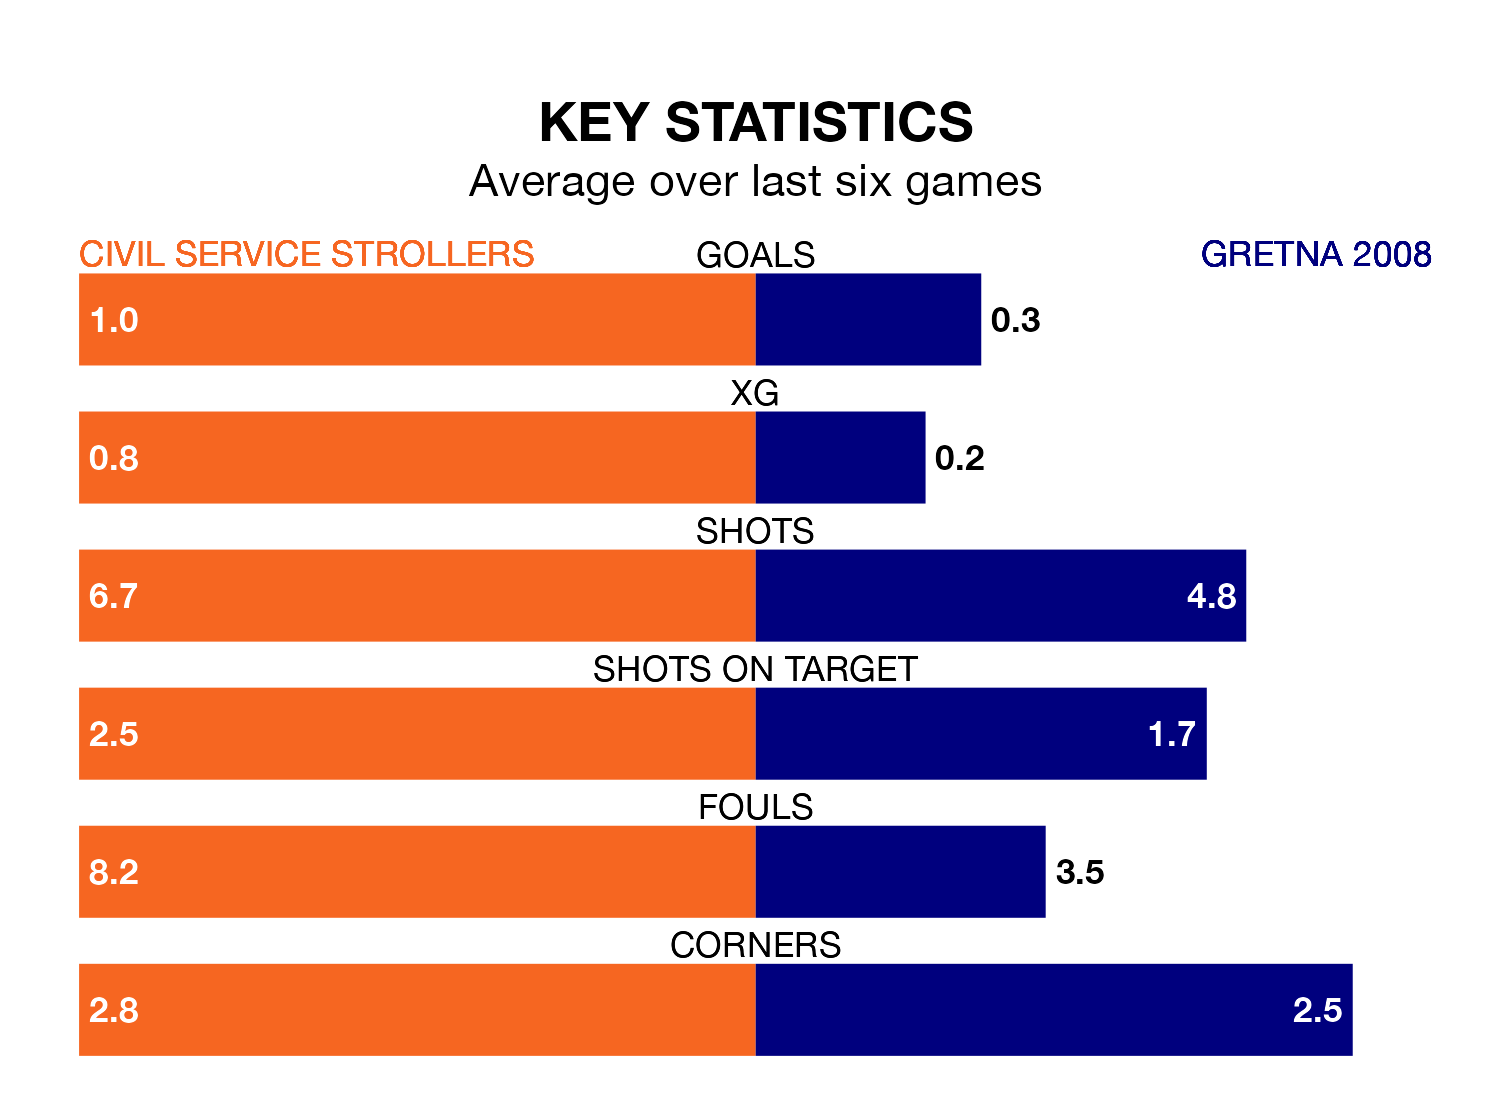 KEY STATISTICS
Average over last six games
CIVIL SERVICE STROLLERS GOALS GRETNA 2008
1.0 0.3
XG
0.8 0.2
SHOTS
6.7 4.8
SHOTS ON TARGET
2.5 1.7
FOULS
8.2 3.5
CORNERS
2.8 2.5